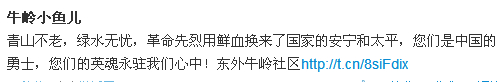 牛岭小鱼儿
青山不老，绿水无忧，革命先烈用鲜血换来了国家的安宁和太平，您们是中国的
勇士，您们的英魂永驻我们心中！东外牛岭社区http://t.cn/8siFdix